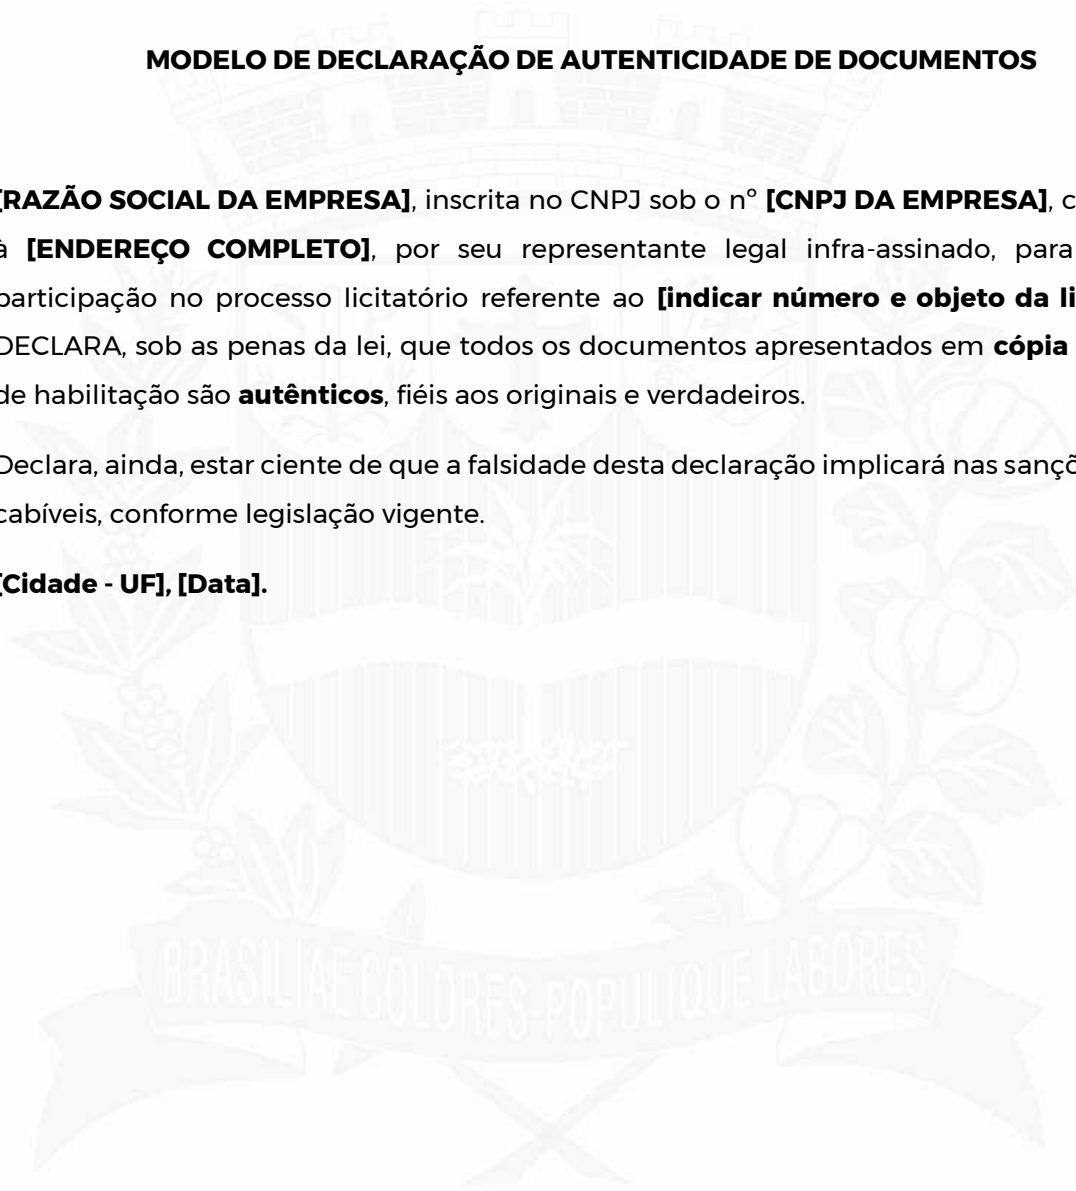 MODELO DE DECLARAÇÃO DE AUTENTICIDADE DE DOCUMENTOS
[RAZÃO SOCIAL DA EMPRESA], inscrita no CNPJ sob o nº [CNPJ DA EMPRESA], c
à [ENDEREÇO COMPLETO], por seu representante legal infra-assinado, para
participação no processo licitatório referente ao [indicar número e objeto da li
DECLARA, sob as penas da lei, que todos os documentos apresentados em cópia
de habilitação são autênticos, fiéis aos originais e verdadeiros.
Declara, ainda, estar ciente de que a falsidade desta declaração implicará nas sançõ
cabíveis, conforme legislação vigente.
[Cidade - UF], [Data].
BRASILIAE COLORES-POPULIQUE LABORES